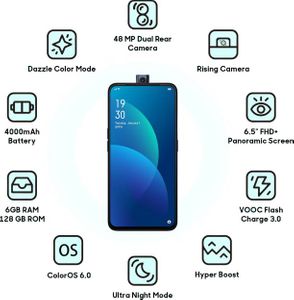 48 MP Dual Rear
Camera
Dazzle Color Mode
Rising Camera
19
30
4000mAh
Battery
6.5" FHD+
Panoramic Screen
6GB RAM
128 GB ROM
VOOC Flash
Charge 3.0
OS
ColorOS 6.0
Hyper Boost
Ultra Night Mode